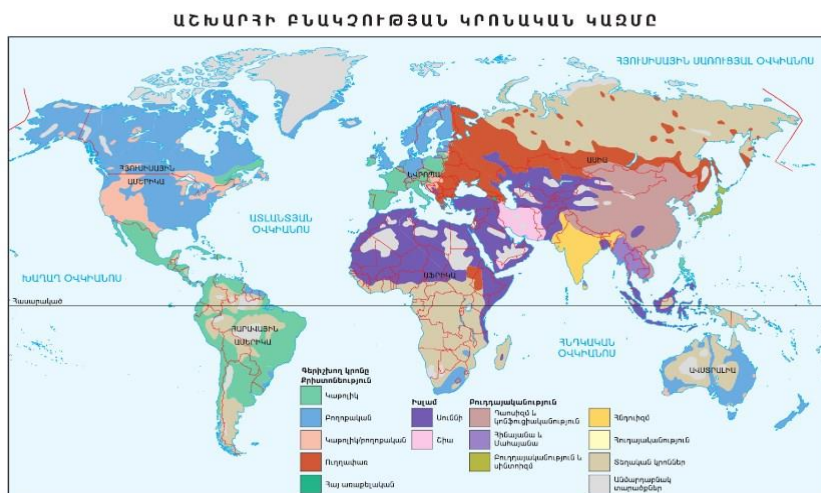 ԱՇԽԱՐՀԻ ԲՆԱԿՉՈՒԹՅԱՆ ԿՐՈՆԱԿԱՆ ԿԱԶՄԸ
ՀՅՈՒՍԻՍԱՅԻՆ ՍԱՌՈՒՑՅԱԼ ՕՎԿԻԱՆՈՍ
ՀՅՈՒՍԻՍԱՅԻՆ
ԱՄԵՐԻԿԱ
ԵՎՐՈՊԱ
ԱՍԻԱ
ԱՏԼԱՆՏՅԱՆ
ՕՎԿԻԱՆՈՍ
ԽԱՂԱՂ ՕՎԿԻԱՆՈՍ
ԱՖՐԻԿԱ
Հասարակած
ՀԱՐԱՎԱՅԻՆ
ԱՄԵՐԻԿԱ
ՀՆԴԿԱԿԱՆ
ՕՎԿԻԱՆՈՍ
ԱՎՍՏՐԱԼԻԱ
Գերիշխող կրոնը
Քրիստոնեություն
Կաթոլիկ
Բողոքական
Կաթոլիկ/բողոքական
Ուղղափառ
Հայ առաքելական
Իսլամ
Սուննի
Շիա
Բուդդայականություն
Դաոսիզմ և
կոնֆուցիականություն
Հինայանա և
Մահայանա
Բուդդայականություն և
սինտոիզմ
Հնդուիզմ
Հուդայականություն
Տեղական կրոններ
Անմարդաբնակ
տարածքներ